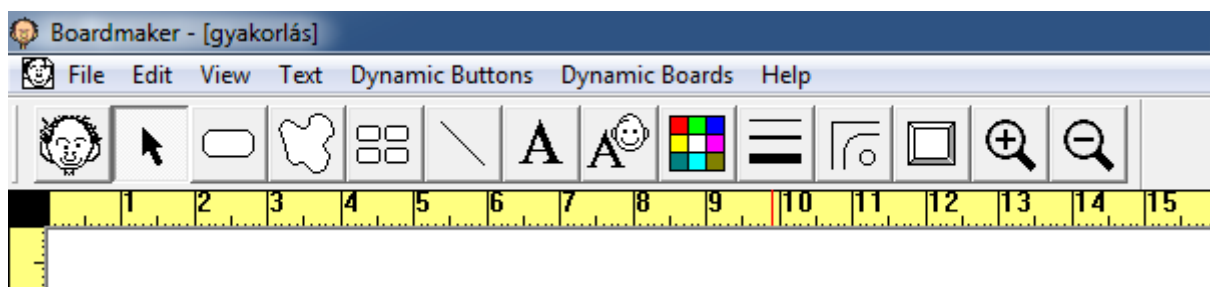 Boardmaker - [gyakorlás]
File Edit View Text Dynamic Buttons Dynamic Boards Help
A A
1 2 3 4 5 6 7 8 9 10 11 12 13 14 15